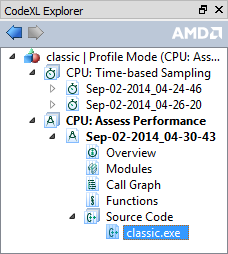 CodeXL Explorer
AMD
classic | Profile Mode (CPU: Ass...
CPU: Time-based Sampling
Sep-02-2014_04-24-46
Sep-02-2014_04-26-20
CPU: Assess Performance
Sep-02-2014_04-30-43
Overview
Modules
Call Graph
Functions
Source Code
classic.exe